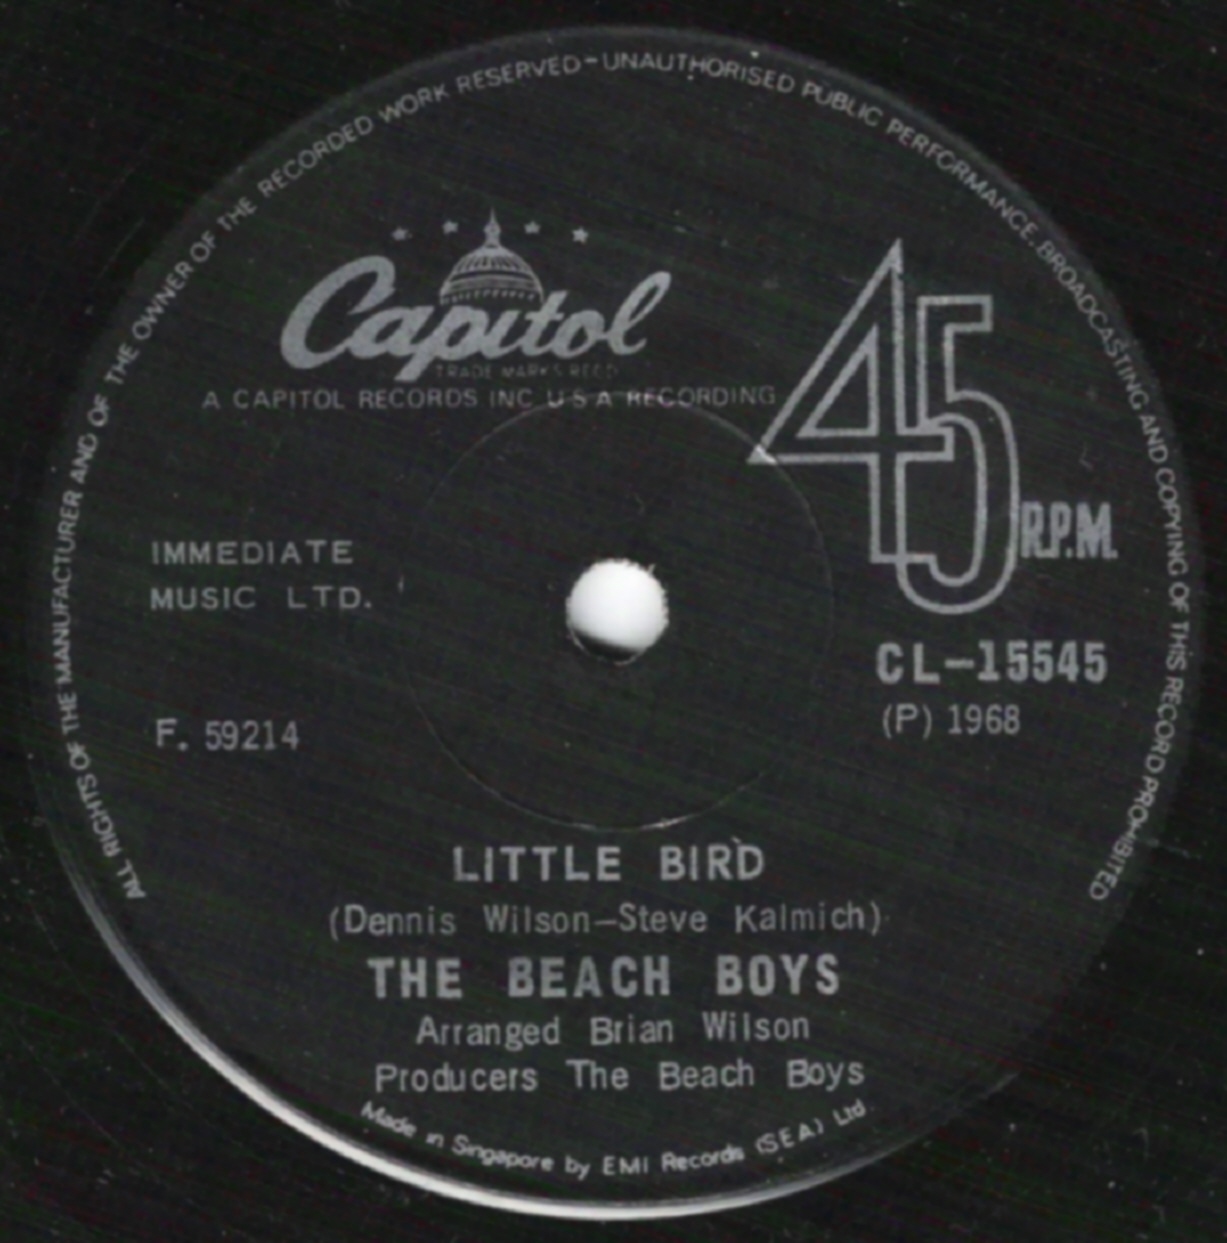 ALL RIGHTS OF THE MANUFACTURER AND OF THE OWNER OF THE RECORDED WORK RESERVED-UNAUTHORISED PUBLIC PERFORMANCE. BROADCASTING AND COPYING OF THIS RECORD PROHIBITED
Capitol
TRADE MARKS REGD
A CAPITOL RECORDS INC U S A RECORDING
45 R.P.M.
IMMEDIATE
MUSIC LTD.
CL-15545
(P) 1968
F. 59214
LITTLE BIRD
(Dennis Wilson-Steve Kalmich)
THE BEACH BOYS
Arranged Brian Wilson
Producers The Beach Boys
Made in Singapore by EMI Records (SEA) Ltd.